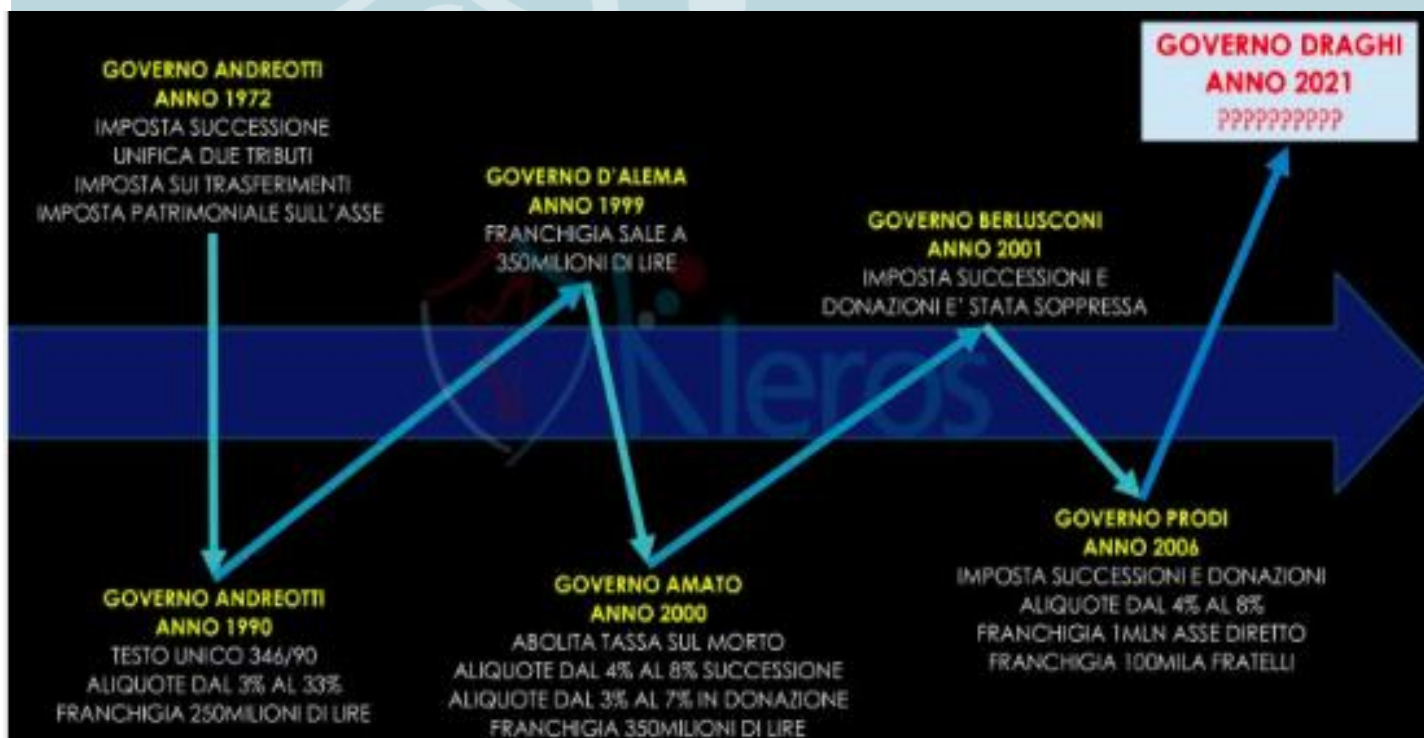 GOVERNO ANDREOTTI
ANNO 1972
IMPOSTA SUCCESSIONE
UNIFICA DUE TRIBUTI
IMPOSTA SUI TRASFERIMENTI
IMPOSTA PATRIMONIALE SULL'ASSE
GOVERNO ANDREOTTI
ANNO 1990
TESTO UNICO 346/90
ALIQUOTE DAL 3% AL 33%
FRANCHIGIA 250MILIONI DI LIRE
GOVERNO D'ALEMA
ANNO 1999
FRANCHIGIA SALE A
350MILIONI DI LIRE
GOVERNO AMATO
ANNO 2000
ABOLITA TASSA SUL MORTO
ALIQUOTE DAL 4% AL 8% SUCCESSIONE
ALIQUOTE DAL 3% AL 7% IN DONAZIONE
FRANCHIGIA 350MILIONI DI LIRE
GOVERNO BERLUSCONI
ANNO 2001
IMPOSTA SUCCESSIONI E
DONAZIONI E' STATA SOPPRESSA
GOVERNO PRODI
ANNO 2006
IMPOSTA SUCCESSIONI E DONAZIONI
ALIQUOTE DAL 4% AL 8%
FRANCHIGIA 1MLN ASSE DIRETTO
FRANCHIGIA 100MILA FRATELLI
GOVERNO DRAGHI
ANNO 2021
??????????